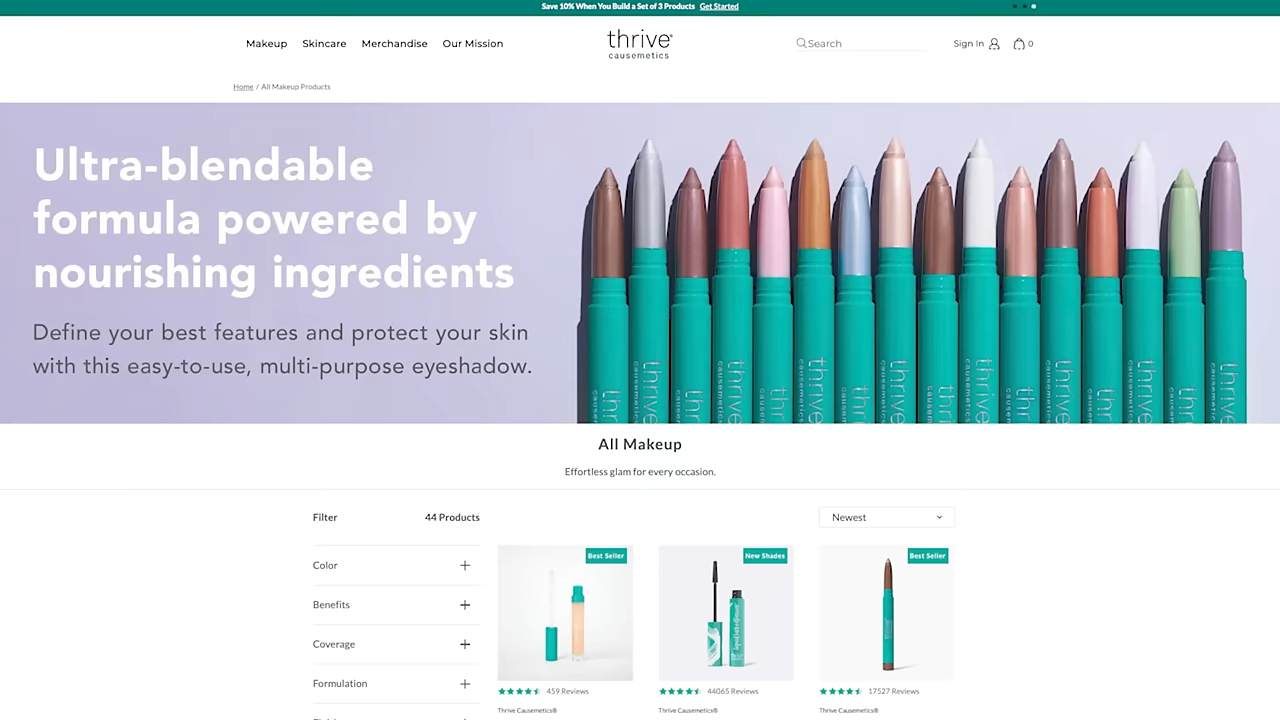 Save 10% When You Build a Set of 3 Products Get Started
Makeup Skincare Merchandise Our Mission
thrive®
causemetics
Search
Sign In
0
Home / All Makeup Products
Ultra-blendable
formula powered by
nourishing ingredients
Define your best features and protect your skin
with this easy-to-use, multi-purpose eyeshadow.
All Makeup
Effortless glam for every occasion.
Filter
44 Products
Newest
Color
Benefits
Coverage
Formulation
Best Seller
459 Reviews
Thrive Causemetics®
New Shades
44065 Reviews
Thrive Causemetics®
Best Seller
17527 Reviews
Thrive Causemetics®